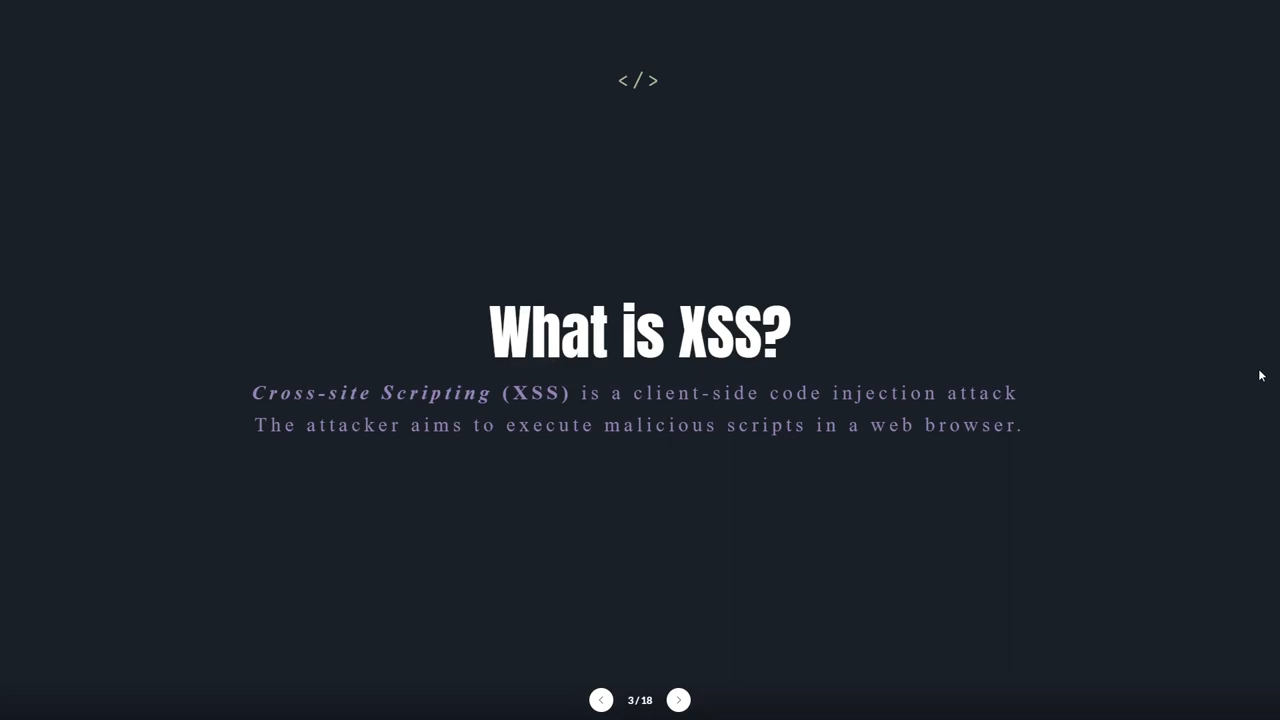 </>
What is XSS?
Cross-site Scripting (XSS) is a client-side code injection attack
The attacker aims to execute malicious scripts in a web browser.
3/18